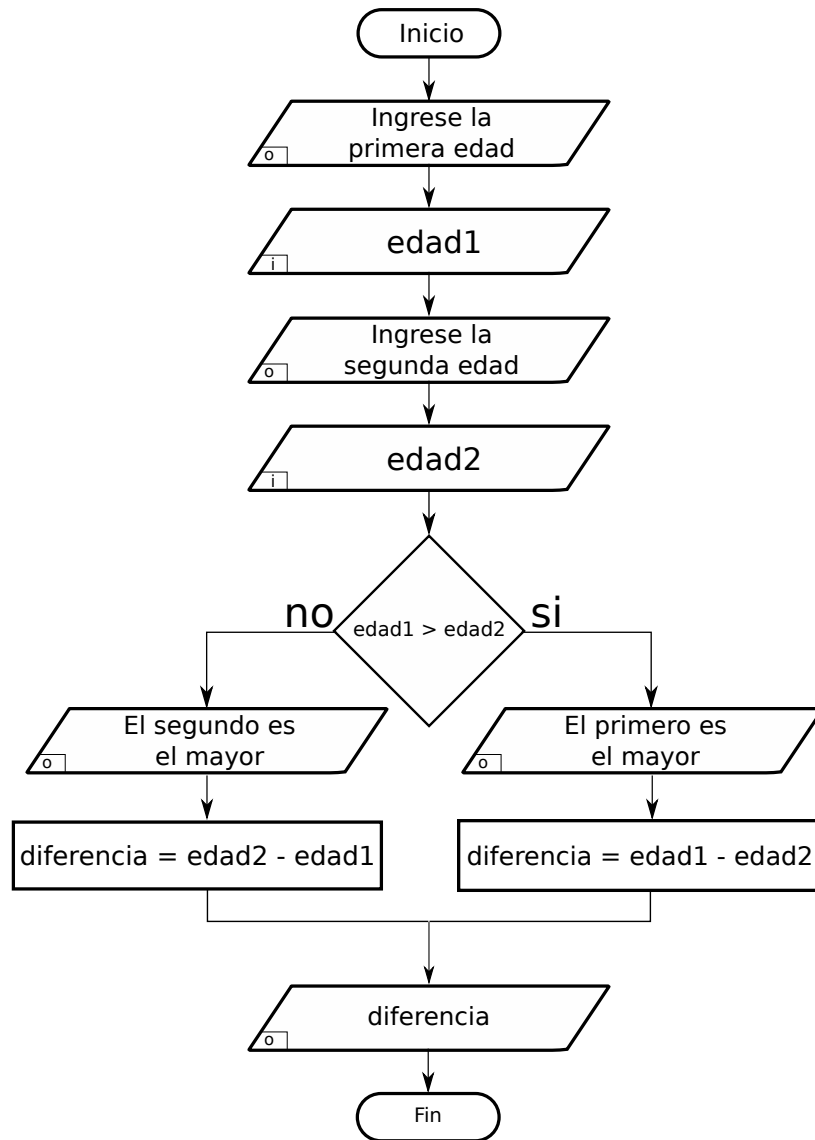 Inicio
Ingrese la
primera edad
o
edad1
i
Ingrese la
segunda edad
o
edad2
i
no
edad1 > edad2
si
El segundo es
el mayor
o
El primero es
el mayor
o
diferencia = edad2 - edad1
diferencia = edad1 - edad2
diferencia
o
Fin